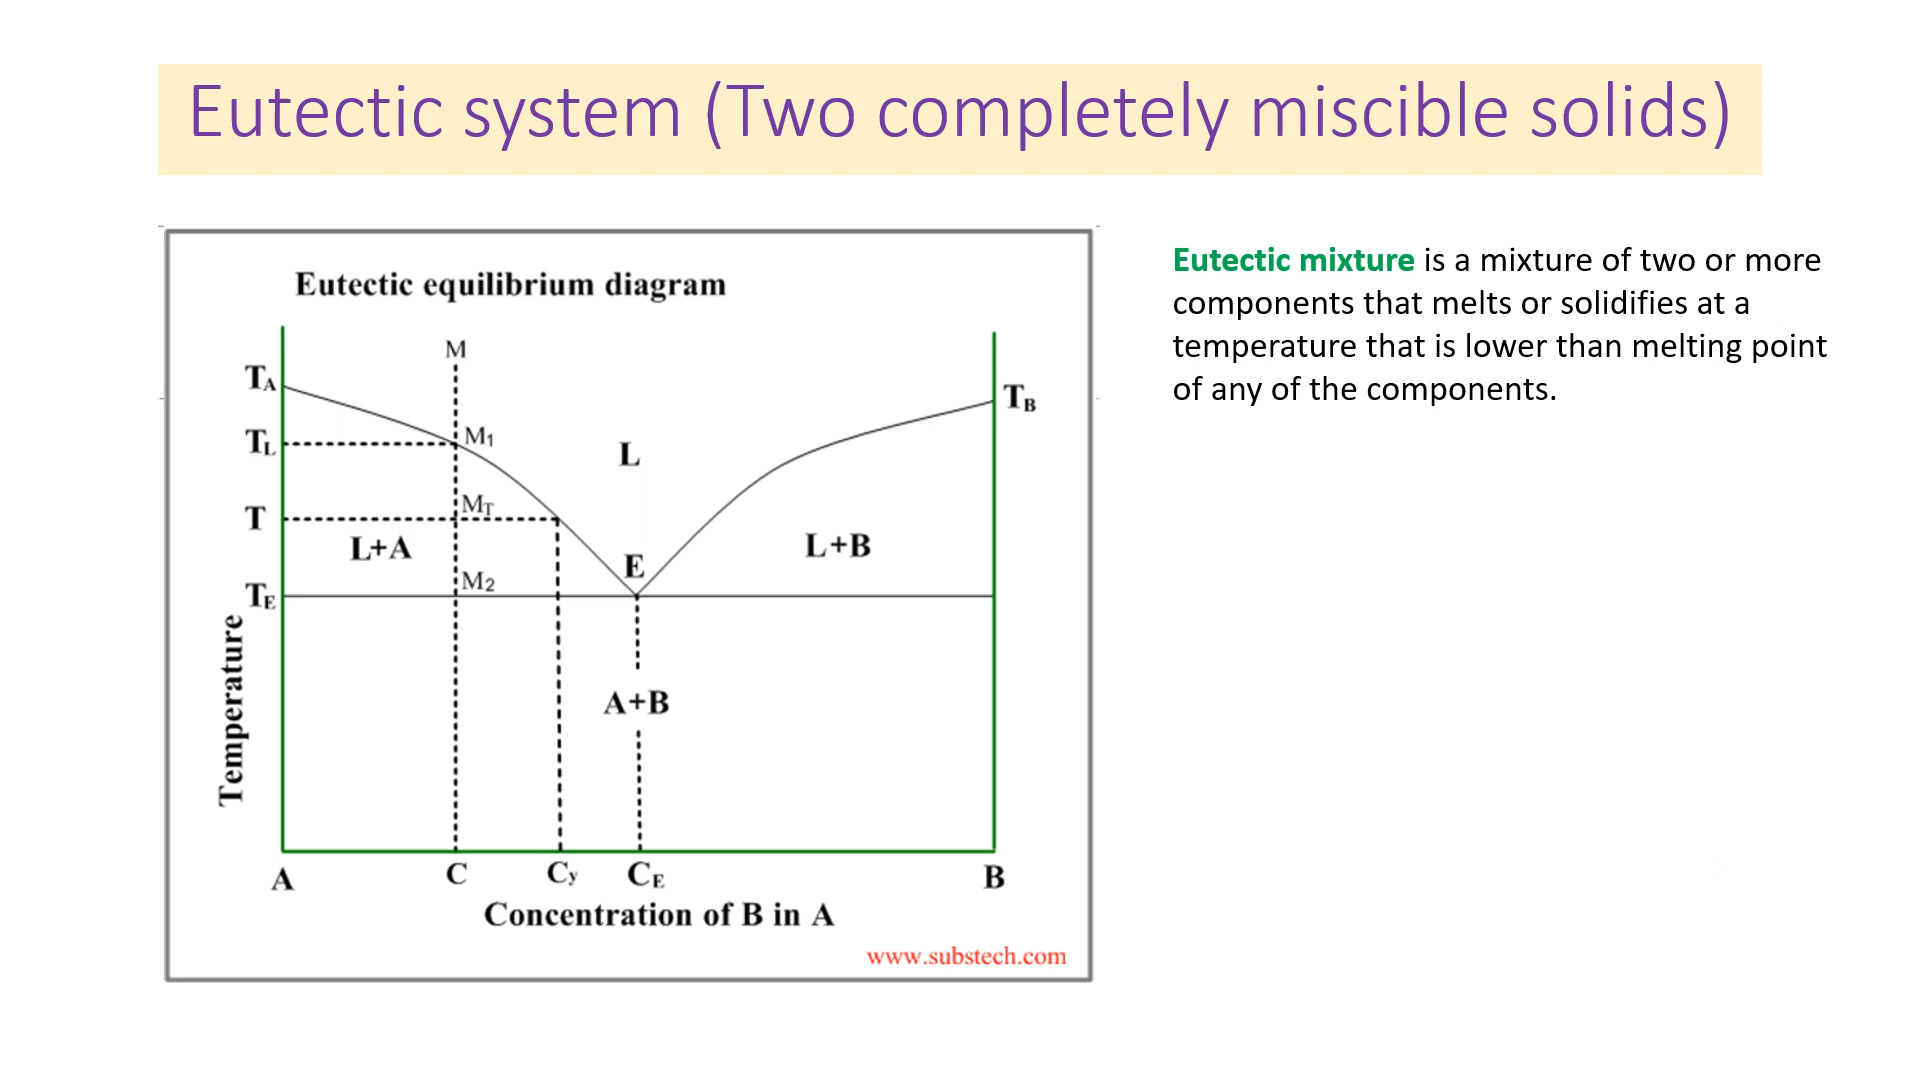 Eutectic system (Two completely miscible solids)
Eutectic equilibrium diagram
M
TA
TB
TL
M1
L
T
MT
L+A
L+B
E
TE
M2
Temperature
A+B
A
C
Cy
CE
B
Concentration of B in A
www.substech.com
Eutectic mixture is a mixture of two or more
components that melts or solidifies at a
temperature that is lower than melting point
of any of the components.